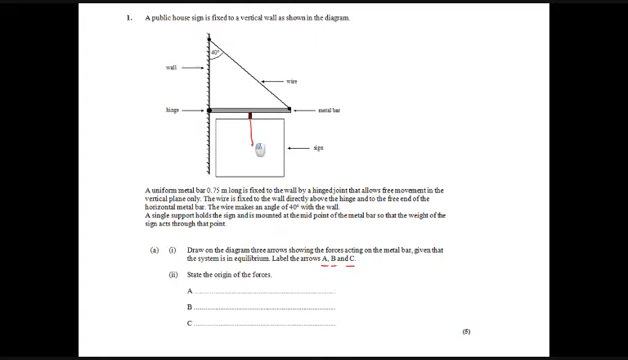 1. A public house sign is fixed to a vertical wall as shown in the diagram.
40°
wall
wire
hinge
metal bar
sign
A uniform metal bar 0.75 m long is fixed to the wall by a hinged joint that allows free movement in the
vertical plane only. The wire is fixed to the wall directly above the hinge and to the free end of the
horizontal metal bar. The wire makes an angle of 40° with the wall.
A single support holds the sign and is mounted at the mid point of the metal bar so that the weight of the
sign acts through that point.
(a) (i) Draw on the diagram three arrows showing the forces acting on the metal bar, given that
the system is in equilibrium. Label the arrows A, B and C.
(ii) State the origin of the forces.
A
B
C
(5)